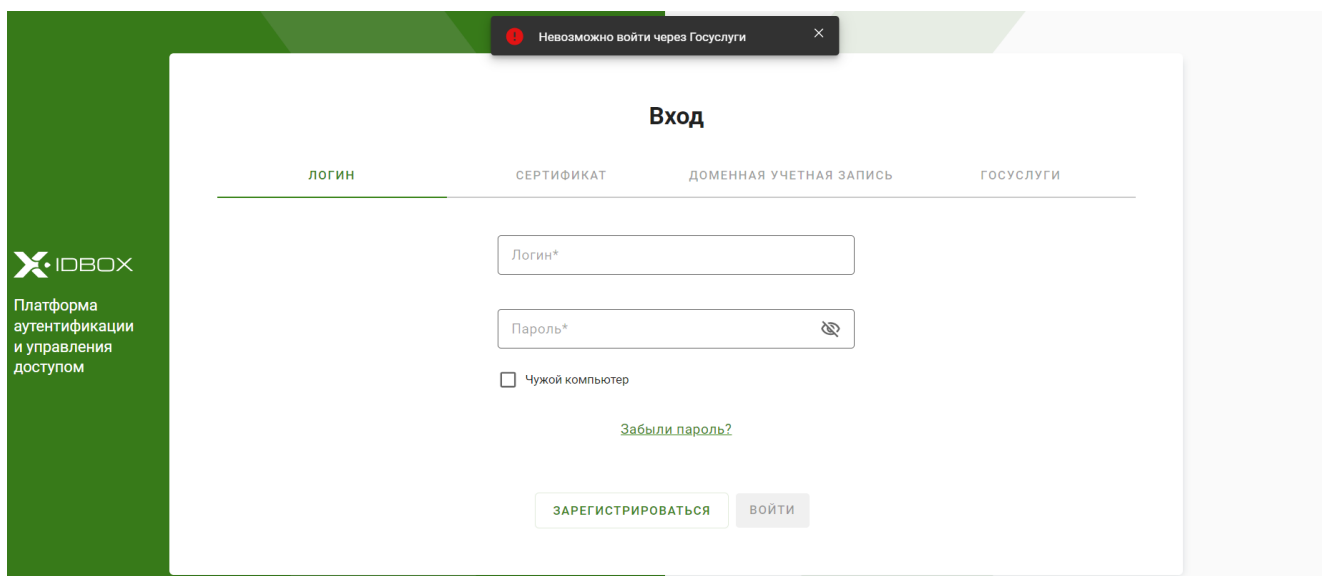 Невозможно войти через Госуслуги
Вход
ЛОГИН
СЕРТИФИКАТ
ДОМЕННАЯ УЧЕТНАЯ ЗАПИСЬ
ГОСУСЛУГИ
IDBOX
Платформа
аутентификации
и управления
доступом
Логин*
Пароль*
Чужой компьютер
Забыли пароль?
ЗАРЕГИСТРИРОВАТЬСЯ
ВОЙТИ